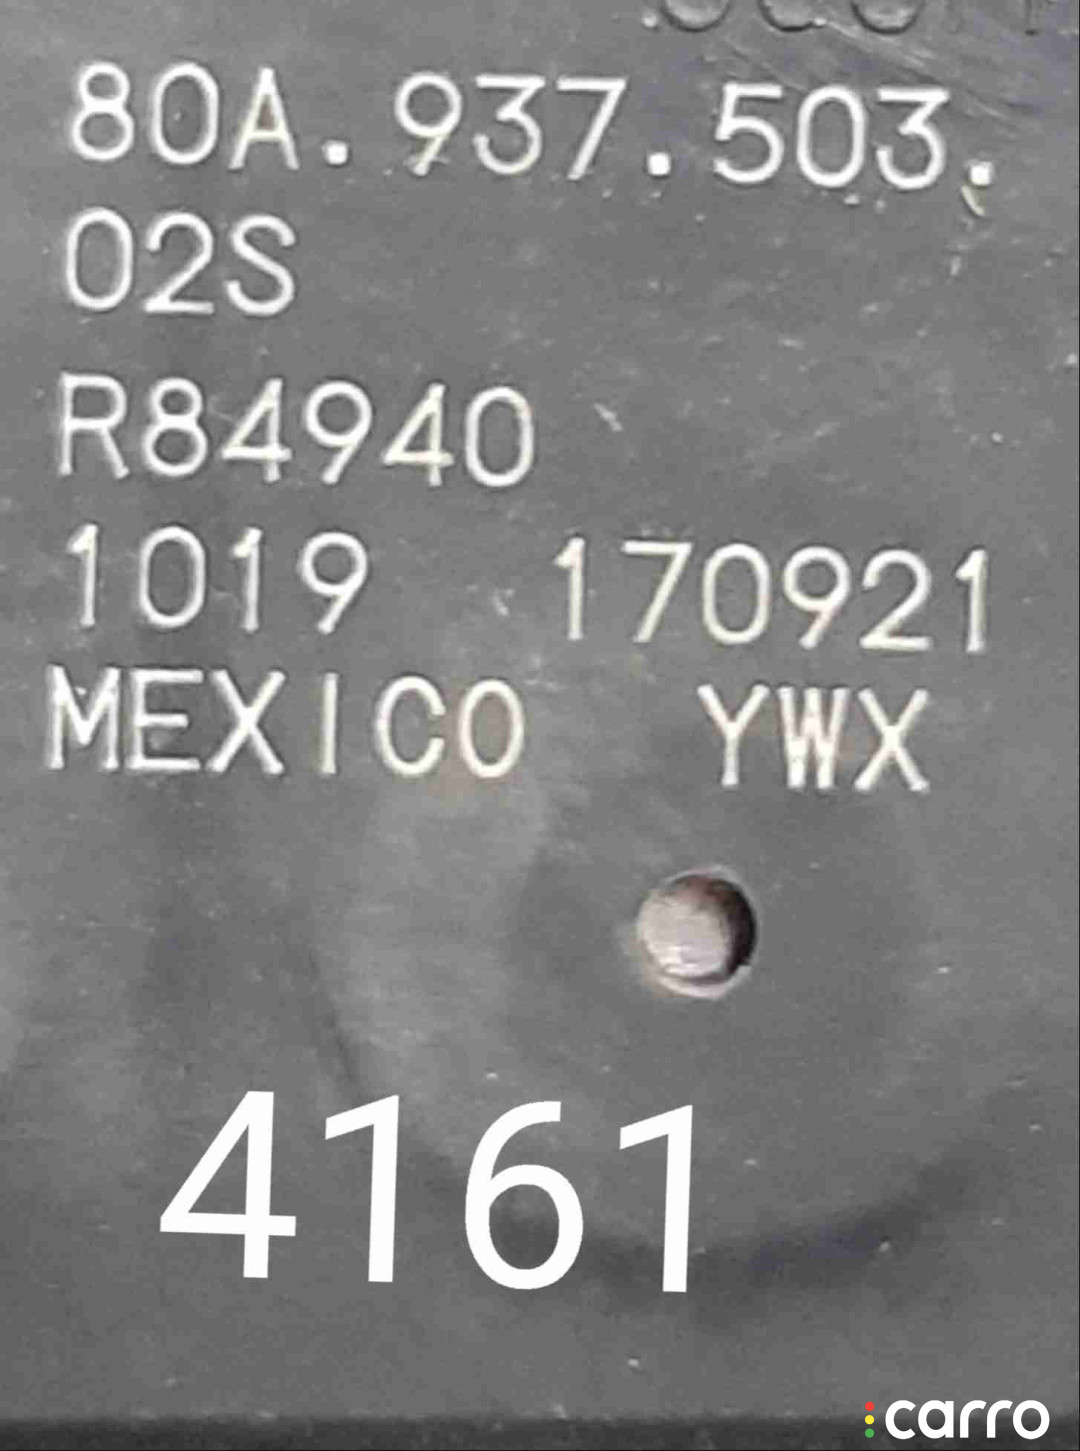 80A.937.503.
02S
R84940
1019 170921
MEXICO YWX
4161
carro